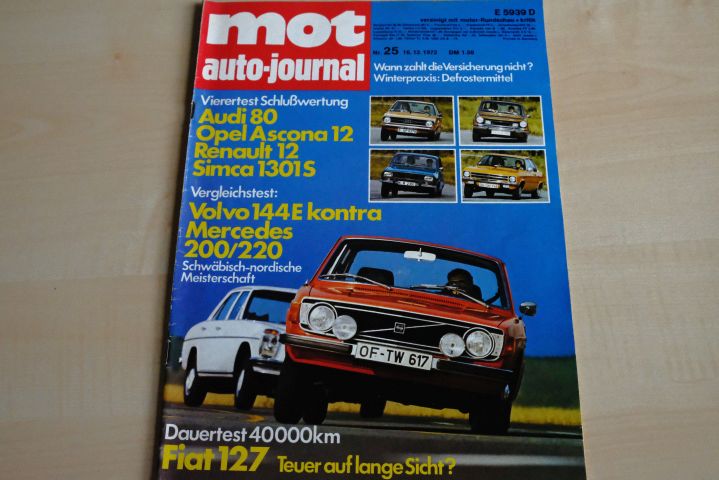 E 5939 D
mot
auto-journal
vereinigt mit motor-Rundschau + kritik
Nr. 25 16.12.1972 DM 1.50
Wann zahlt die Versicherung nicht?
Winterpraxis: Defrostermittel
Vierertest Schlußwertung
Audi 80
Opel Ascona 12
Renault 12
Simca 1301 S
Vergleichstest:
Volvo 144 E kontra
Mercedes
200/220
Schwäbisch-nordische
Meisterschaft
OF-TW 617
Dauertest 40000km
Fiat 127 Teuer auf lange Sicht?